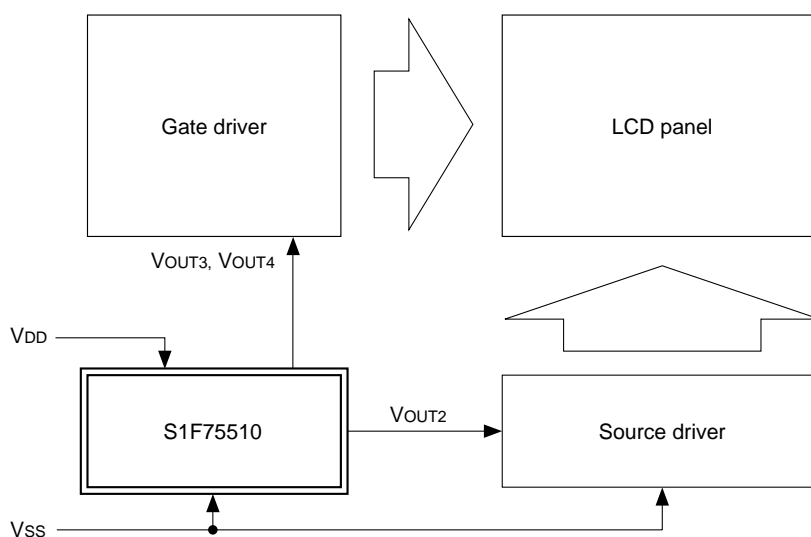 Gate driver
LCD panel
VOUT3, VOUT4
VDD
S1F75510
VOUT2
Source driver
VSS